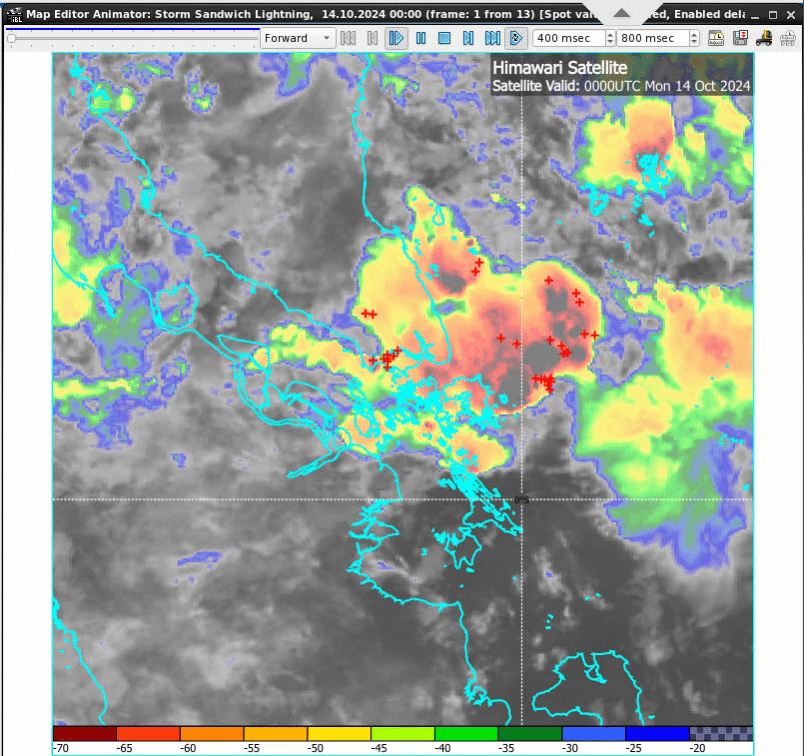 Map Editor Animator: Storm Sandwich Lightning, 14.10.2024 00:00 (frame: 1 from 13) [Spot va
Enabled del
Forward
400 msec
800 msec
Himawari Satellite
Satellite Valid: 0000UTC Mon 14 Oct 2024
-70 -65 -60 -55 -50 -45 -40 -35 -30 -25 -20